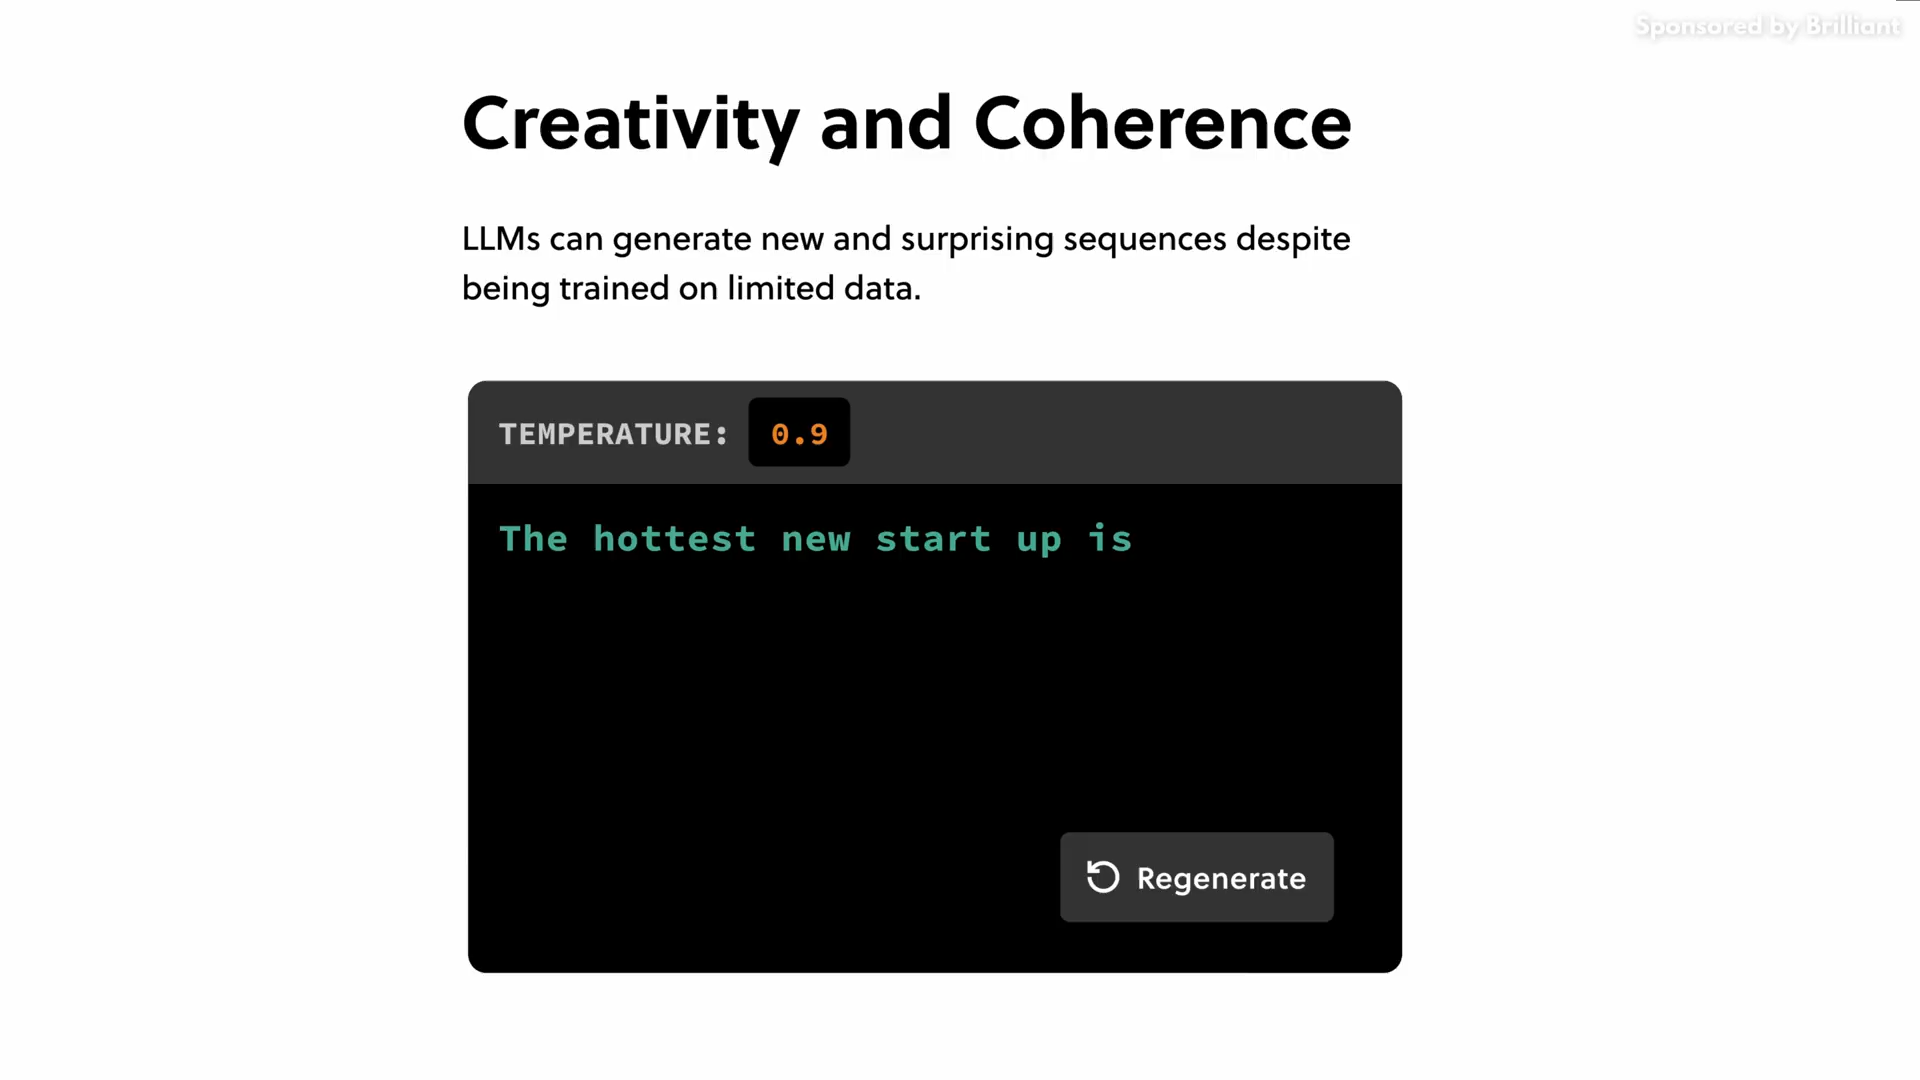 Sponsored by Brilliant
Creativity and Coherence
LLMs can generate new and surprising sequences despite
being trained on limited data.
TEMPERATURE: 0.9
The hottest new start up is
Regenerate